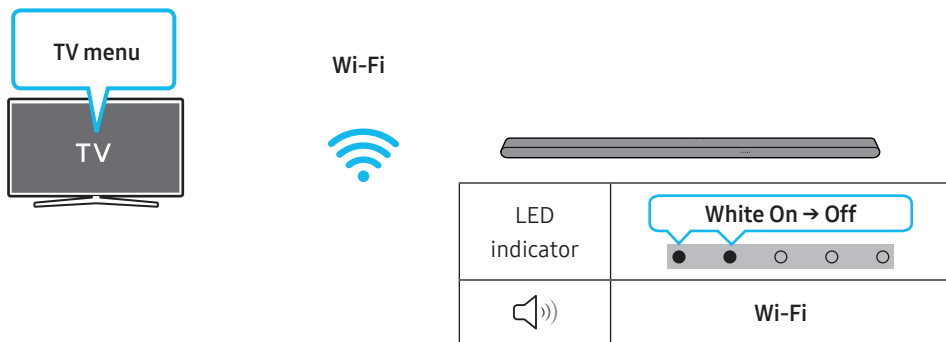 TV menu
Wi-Fi
TV
LED
indicator
White On → Off
Wi-Fi